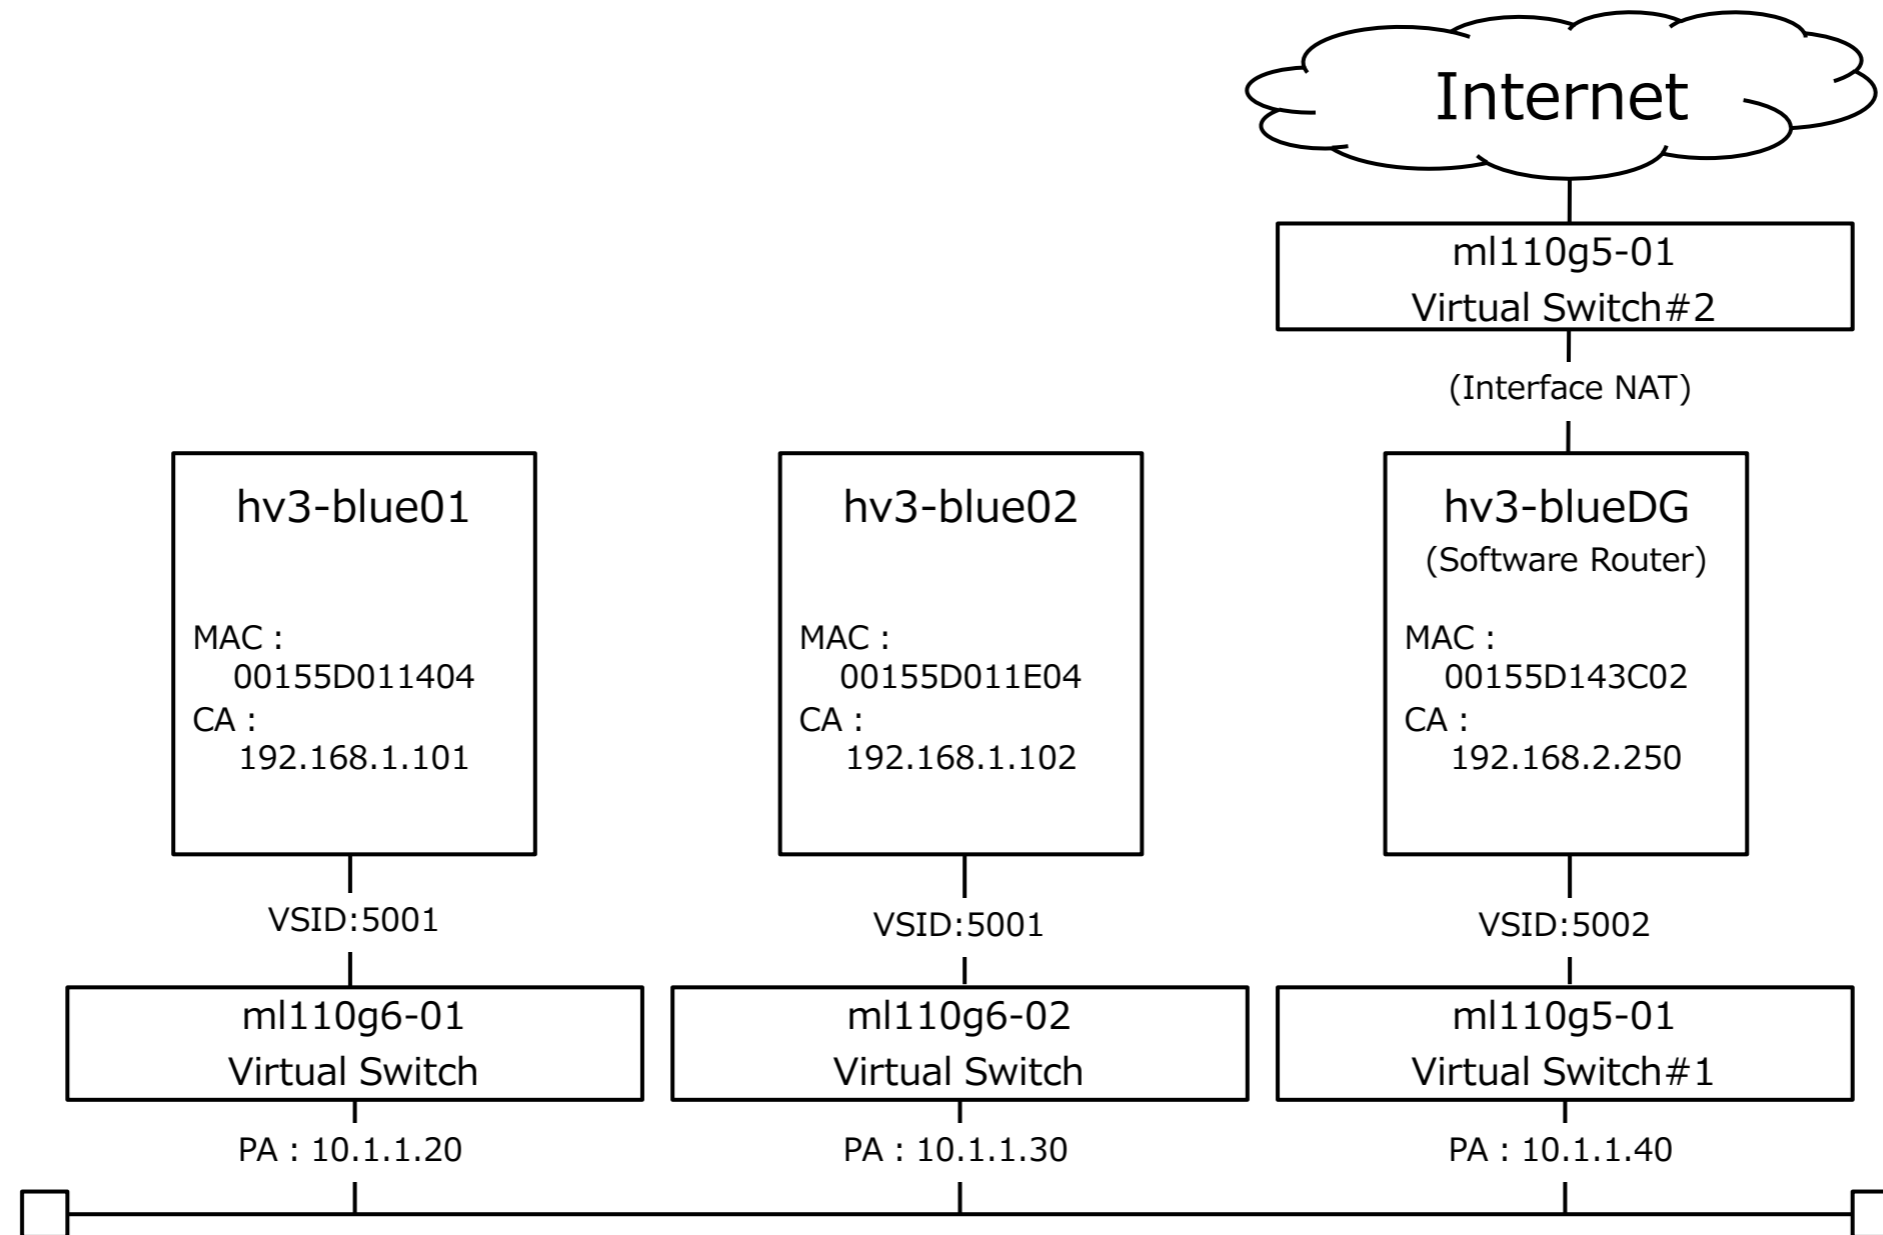 Internet
ml110g5-01
Virtual Switch#2
(Interface NAT)
hv3-blue01
MAC :
00155D011404
CA :
192.168.1.101
hv3-blue02
MAC :
00155D011E04
CA :
192.168.1.102
hv3-blueDG
(Software Router)
MAC :
00155D143C02
CA :
192.168.2.250
VSID:5001
VSID:5001
VSID:5002
ml110g6-01
Virtual Switch
ml110g6-02
Virtual Switch
ml110g5-01
Virtual Switch#1
PA : 10.1.1.20
PA : 10.1.1.30
PA : 10.1.1.40